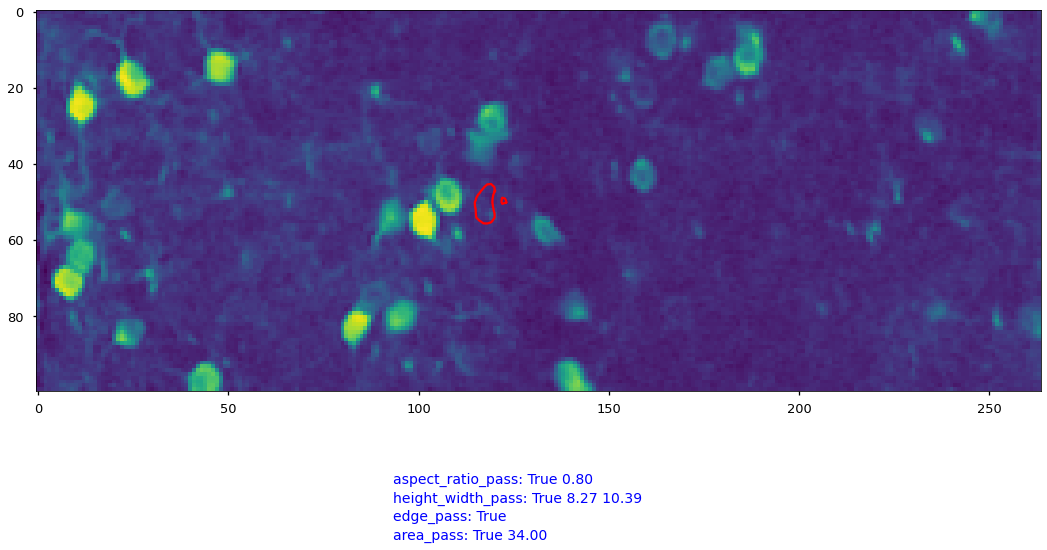 0
20
40
60
80
0 50 100 150 200 250
aspect_ratio_pass: True 0.80
height_width_pass: True 8.27 10.39
edge_pass: True
area_pass: True 34.00